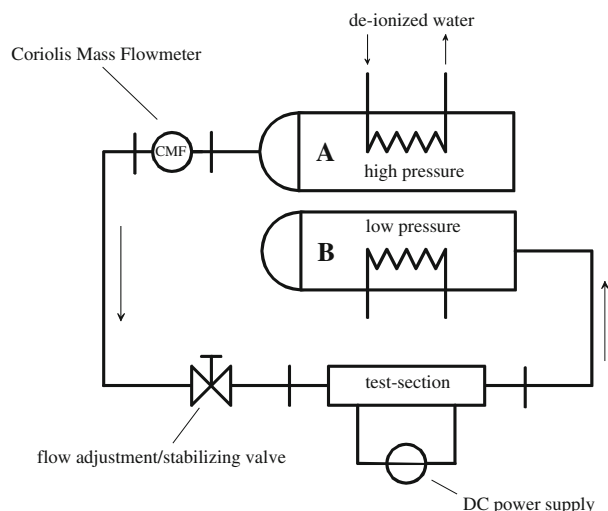 de-ionized water
Coriolis Mass Flowmeter
CMF
A
high pressure
low pressure
B
test-section
flow adjustment/stabilizing valve
DC power supply